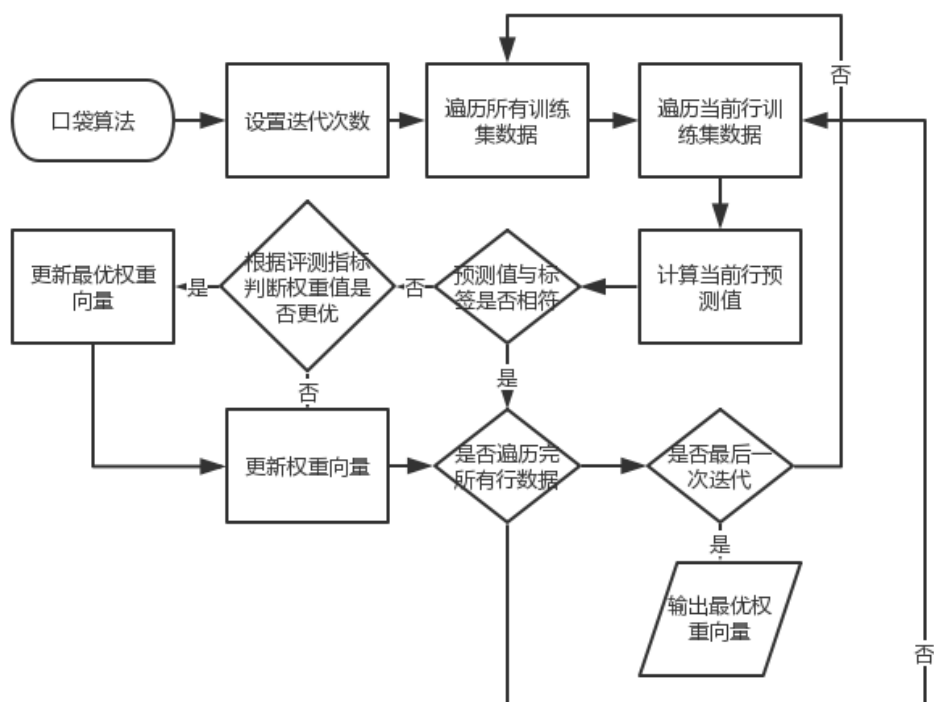 口袋算法
设置迭代次数
遍历所有训练
集数据
遍历当前行训
练集数据
否
更新最优权重
向量
是
根据评测指标
判断权重值是
否更优
否
预测值与标
签是否相符
计算当前行预
测值
否
是
更新权重向量
是否遍历完
所有行数据
是否最后一
次迭代
是
输出最优权
重向量
否